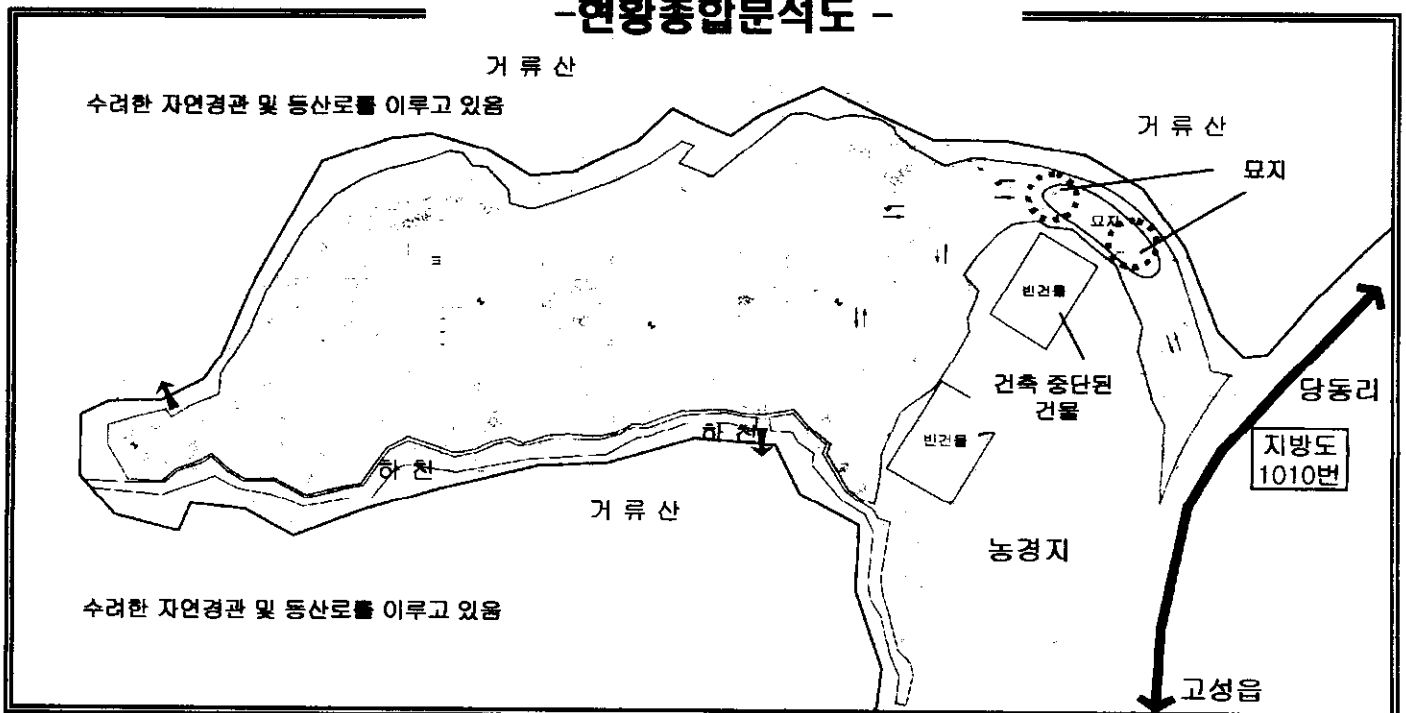 -현황종합분석도 -
거 류 산
수려한 자연경관 및 등산로를 이루고 있음
거 류 산
묘지
묘지
빈건물
건축 중단된
건물
당동리
지방도
1010번
빈건물
하 천
하 천
거 류 산
농경지
수려한 자연경관 및 등산로를 이루고 있음
고성읍